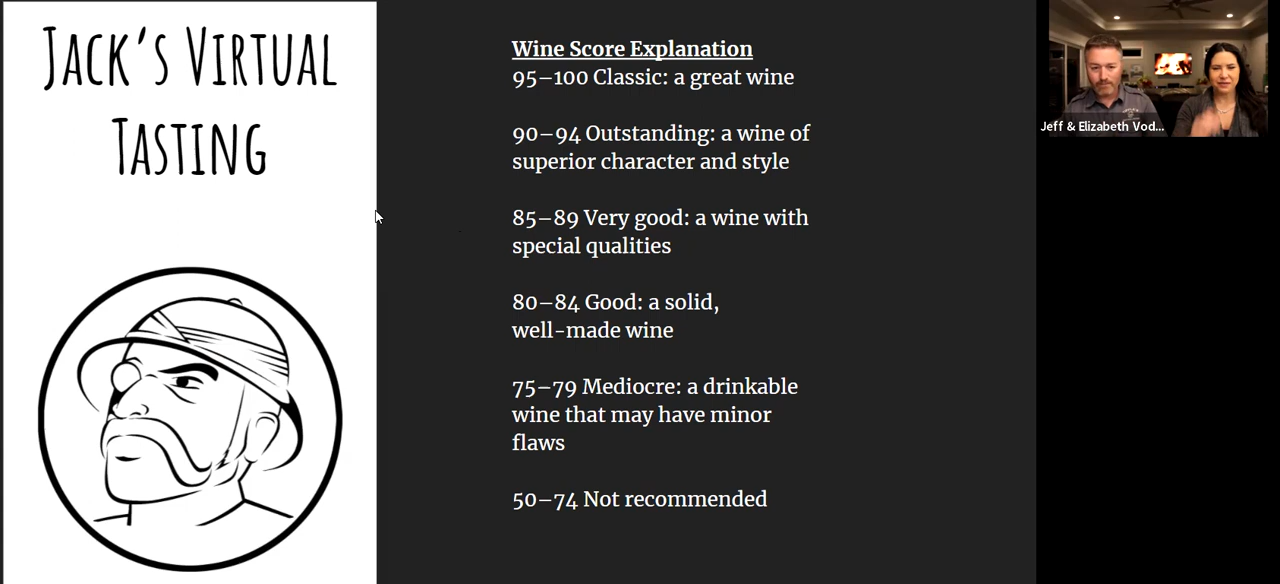 Jack's Virtual
Tasting
Wine Score Explanation
95–100 Classic: a great wine
90–94 Outstanding: a wine of
superior character and style
85–89 Very good: a wine with
special qualities
80–84 Good: a solid,
well-made wine
75–79 Mediocre: a drinkable
wine that may have minor
flaws
50–74 Not recommended
Jeff & Elizabeth Vod...